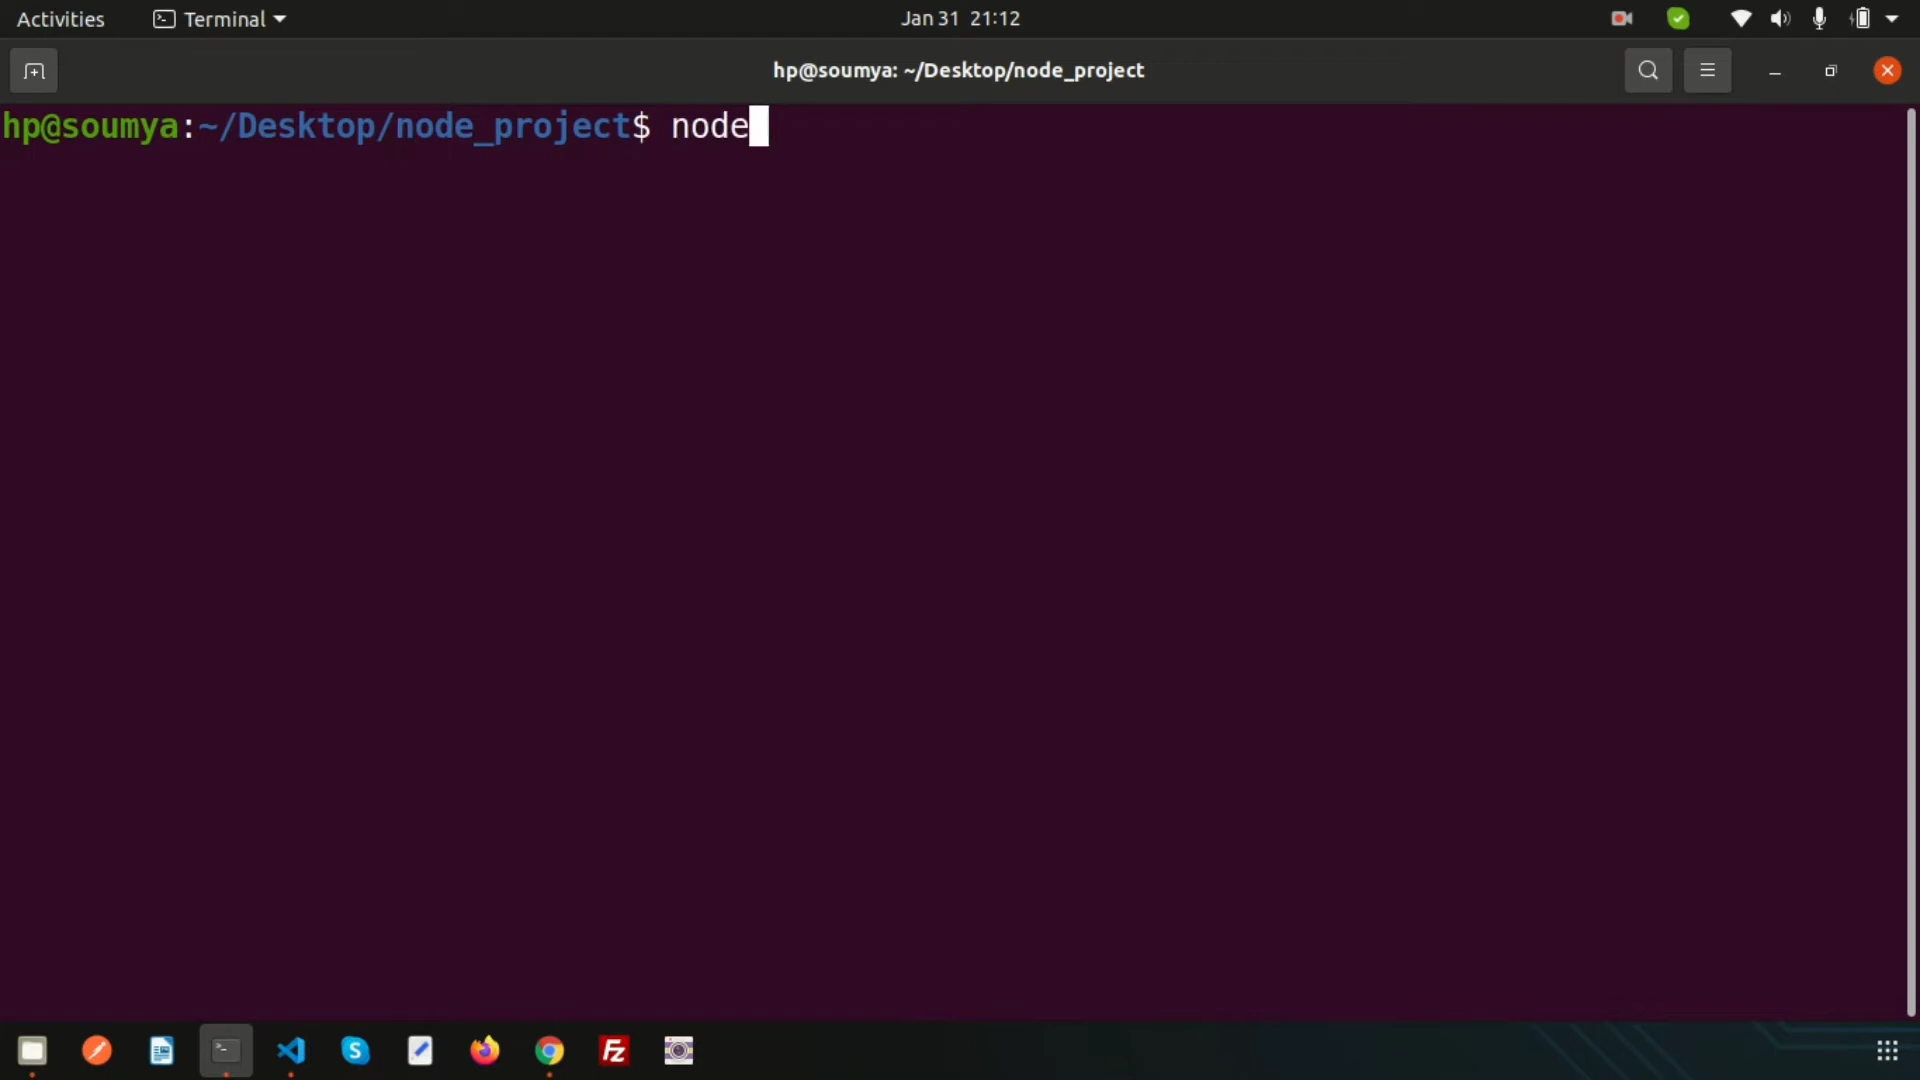 Activities Terminal Jan 31 21:12
hp@soumya: ~/Desktop/node_project
hp@soumya:~/Desktop/node_project$ node